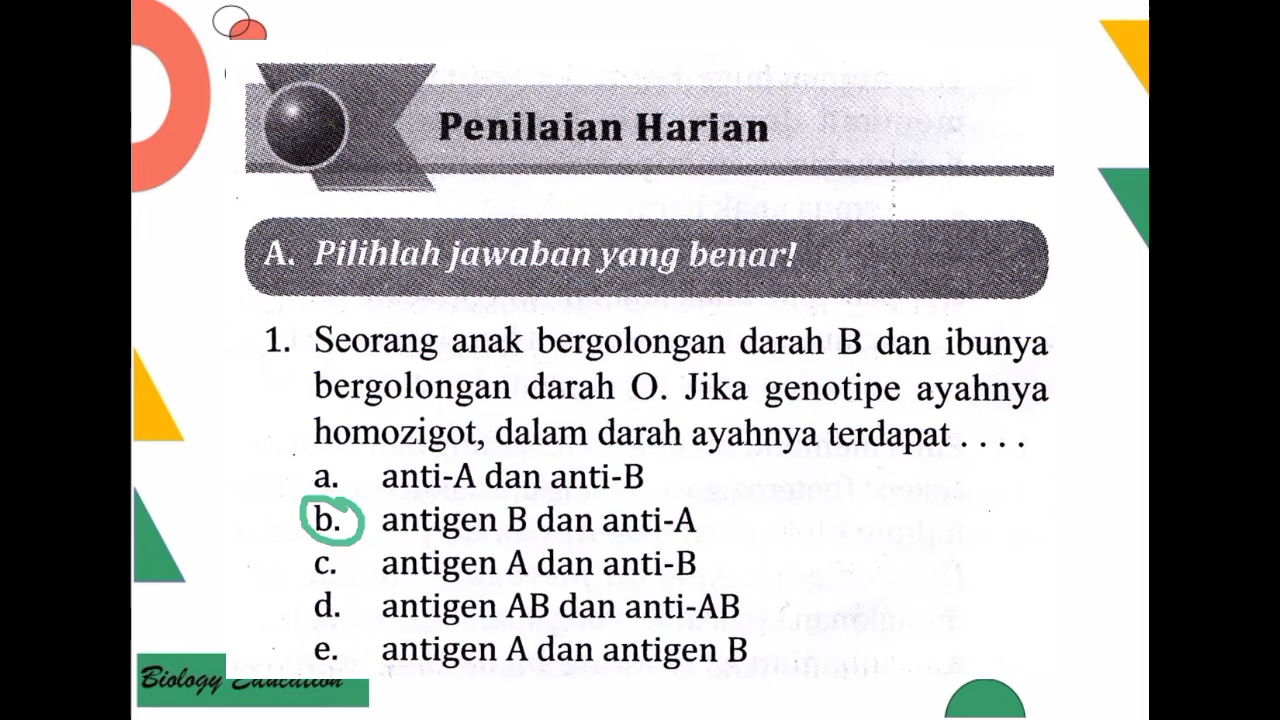 Penilaian Harian
A. Pilihlah jawaban yang benar!
1. Seorang anak bergolongan darah B dan ibunya
bergolongan darah O. Jika genotipe ayahnya
homozigot, dalam darah ayahnya terdapat . . . .
a. anti-A dan anti-B
b. antigen B dan anti-A
c. antigen A dan anti-B
d. antigen AB dan anti-AB
e. antigen A dan antigen B
Biology Education